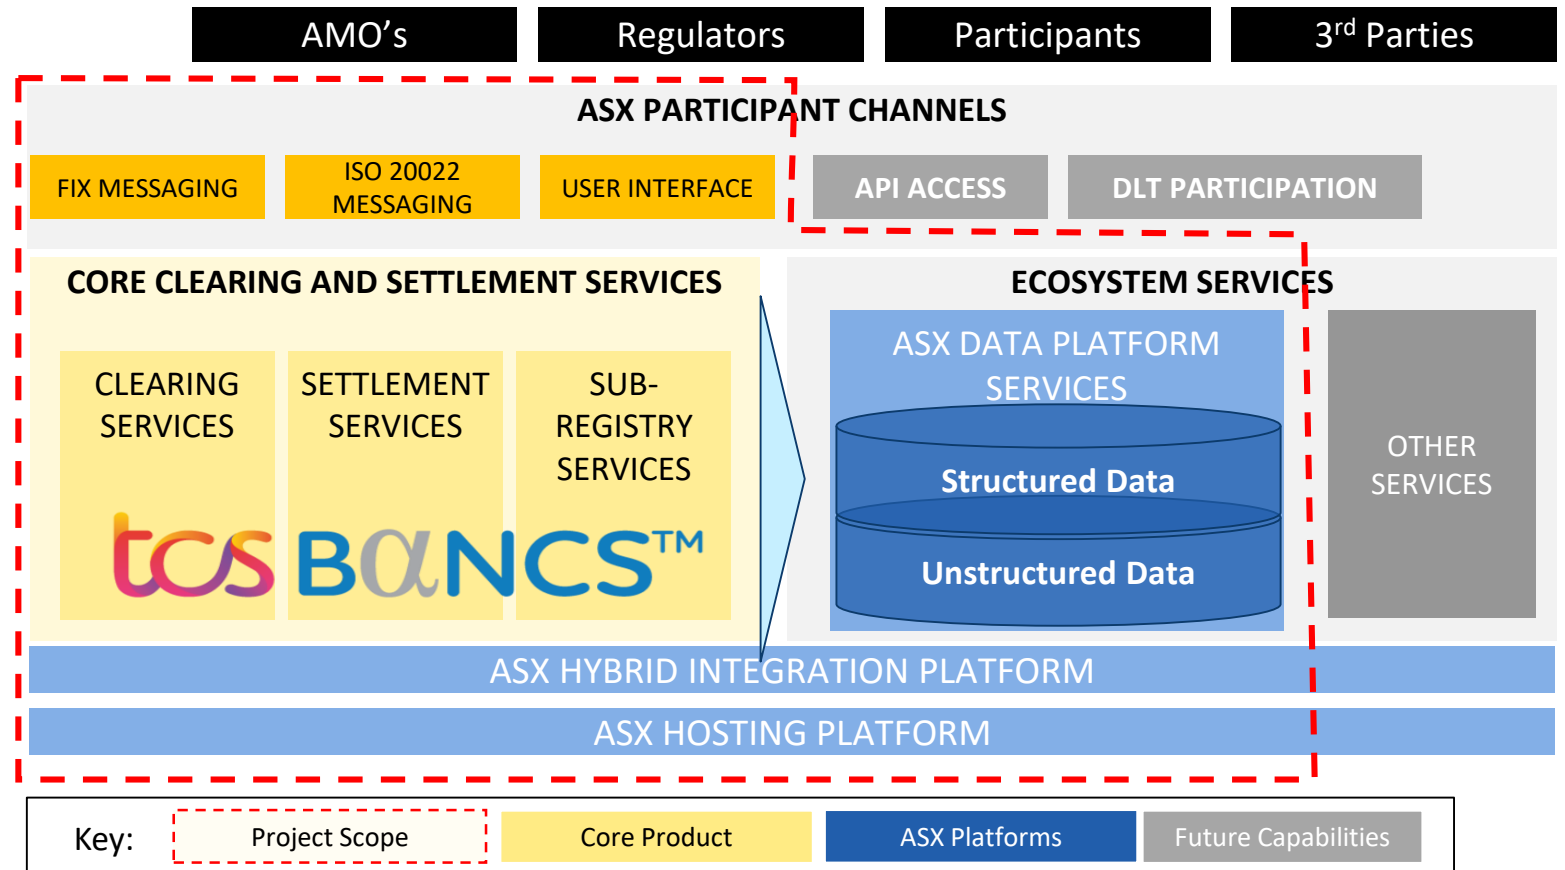 AMO's
Regulators
Participants
3rd Parties
ASX PARTICIPANT CHANNELS
FIX MESSAGING
ISO 20022
MESSAGING
USER INTERFACE
API ACCESS
DLT PARTICIPATION
CORE CLEARING AND SETTLEMENT SERVICES
CLEARING
SERVICES
SETTLEMENT
SERVICES
SUB-
REGISTRY
SERVICES
tcs BαNCS™
ECOSYSTEM SERVICES
ASX DATA PLATFORM
SERVICES
Structured Data
Unstructured Data
OTHER
SERVICES
ASX HYBRID INTEGRATION PLATFORM
ASX HOSTING PLATFORM
Key:
Project Scope
Core Product
ASX Platforms
Future Capabilities